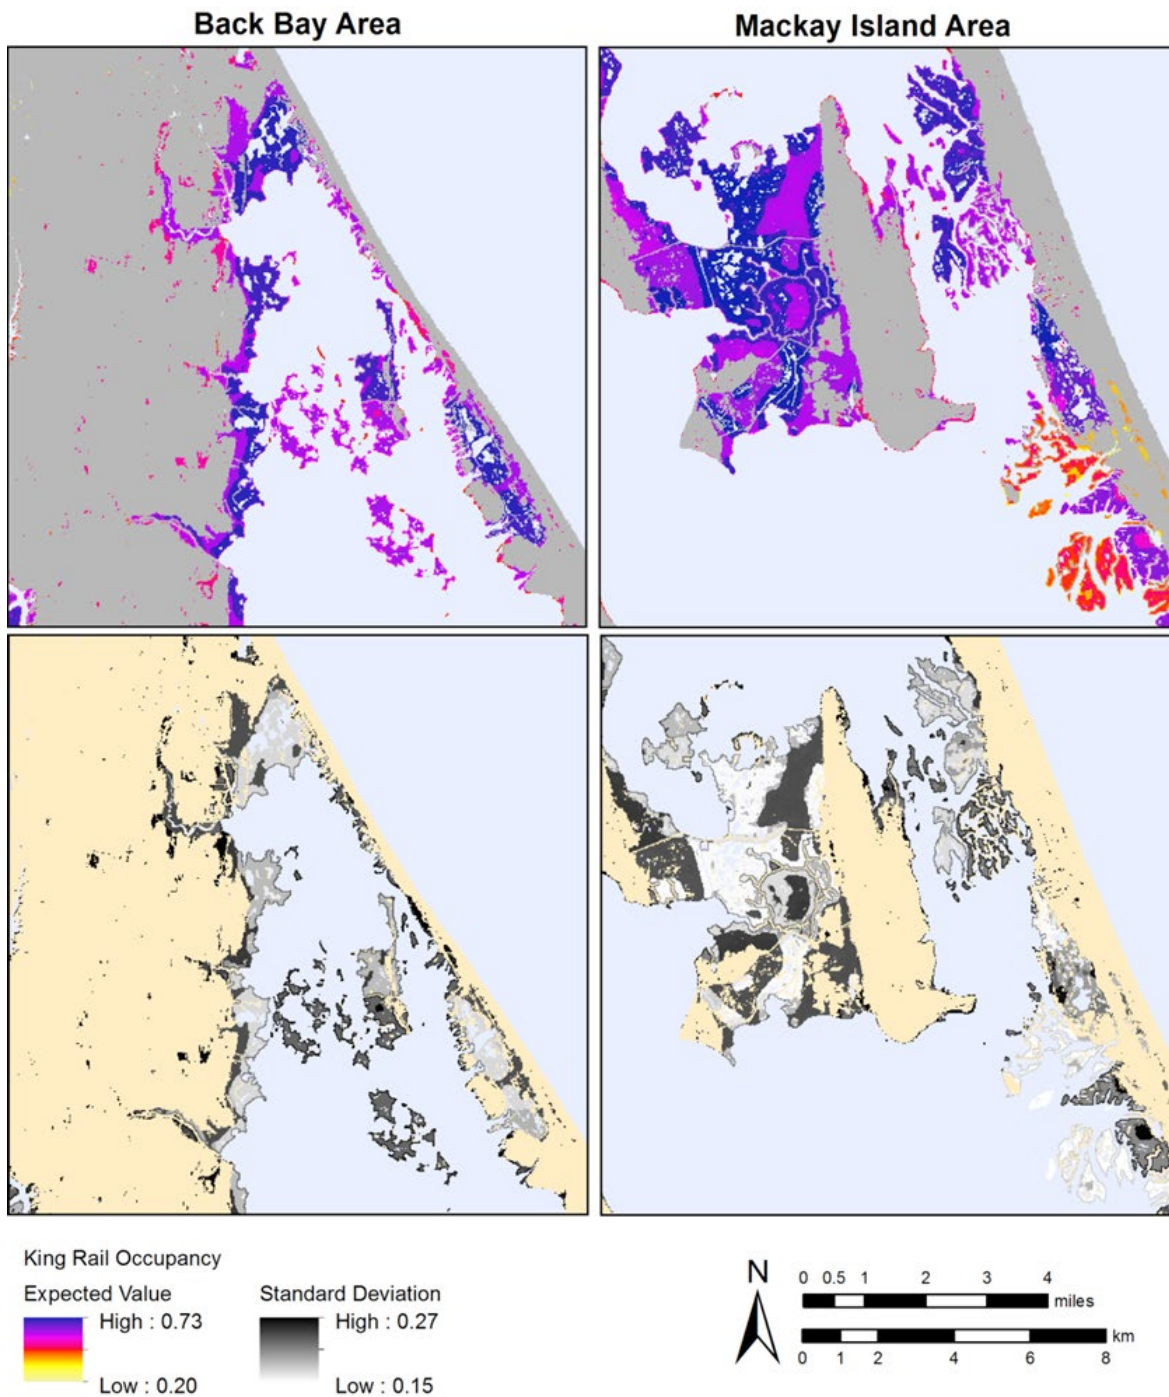 Back Bay Area
Mackay Island Area
King Rail Occupancy
Expected Value
High : 0.73
Low : 0.20
Standard Deviation
High : 0.27
Low : 0.15
N
0 0.5 1 2 3 4
miles
km
0 1 2 4 6 8